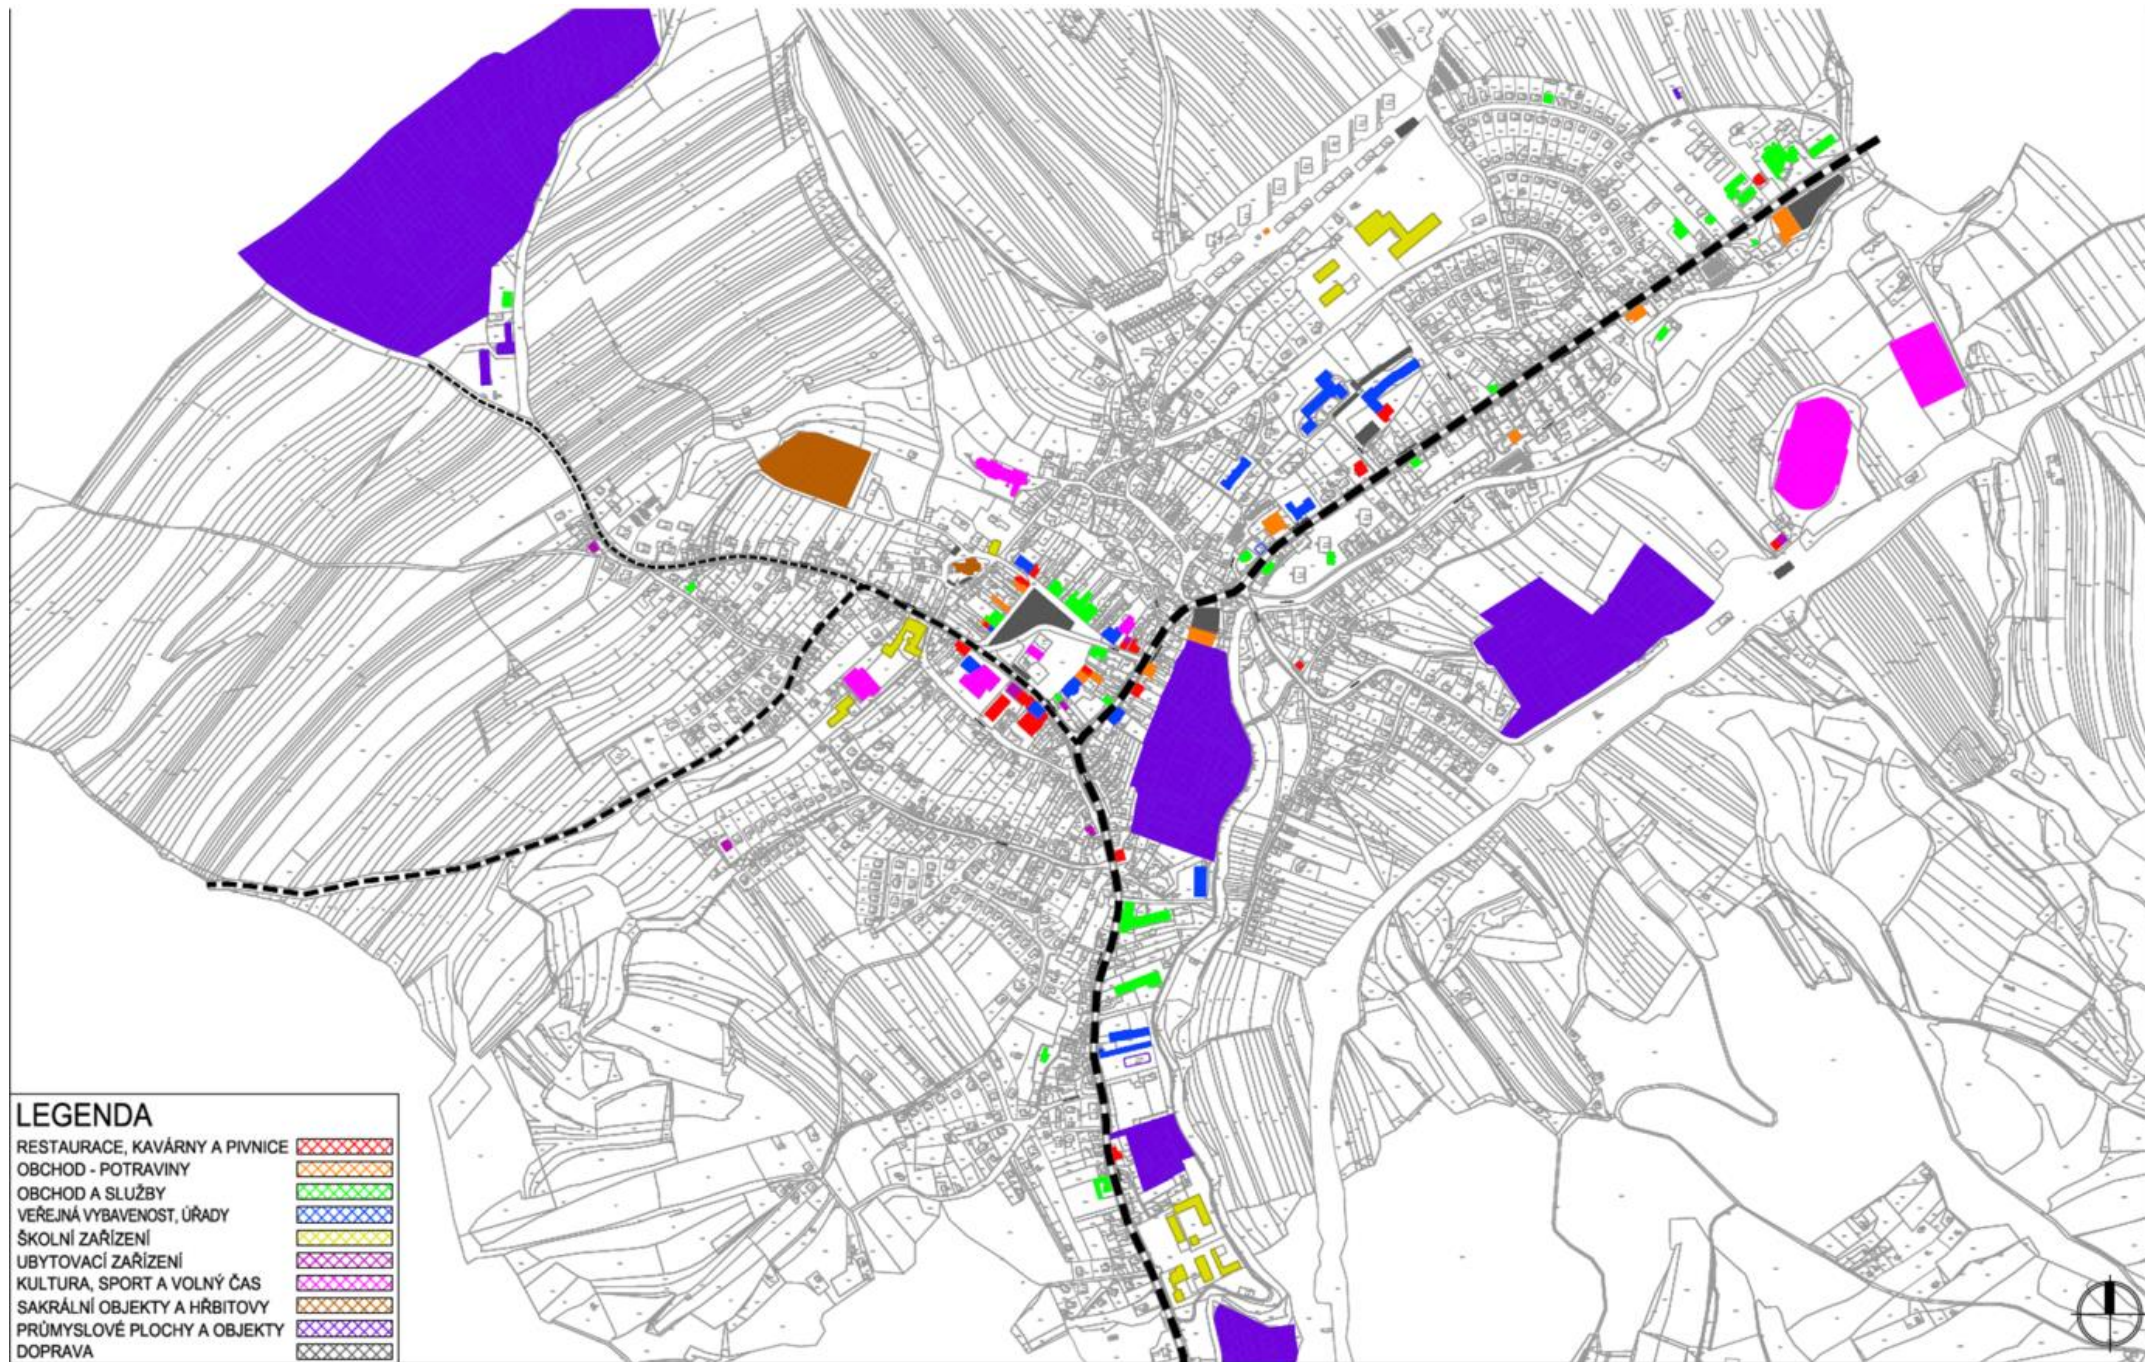 LEGENDA
RESTAURACE, KAVÁRNY A PIVNICE
OBCHOD - POTRAVINY
OBCHOD A SLUŽBY
VEŘEJNÁ VYBAVENOST, ÚŘADY
ŠKOLNÍ ZAŘÍZENÍ
UBYTOVACÍ ZAŘÍZENÍ
KULTURA, SPORT A VOLNÝ ČAS
SAKRÁLNÍ OBJEKTY A HŘBITOVY
PRŮMYSLOVÉ PLOCHY A OBJEKTY
DOPRAVA